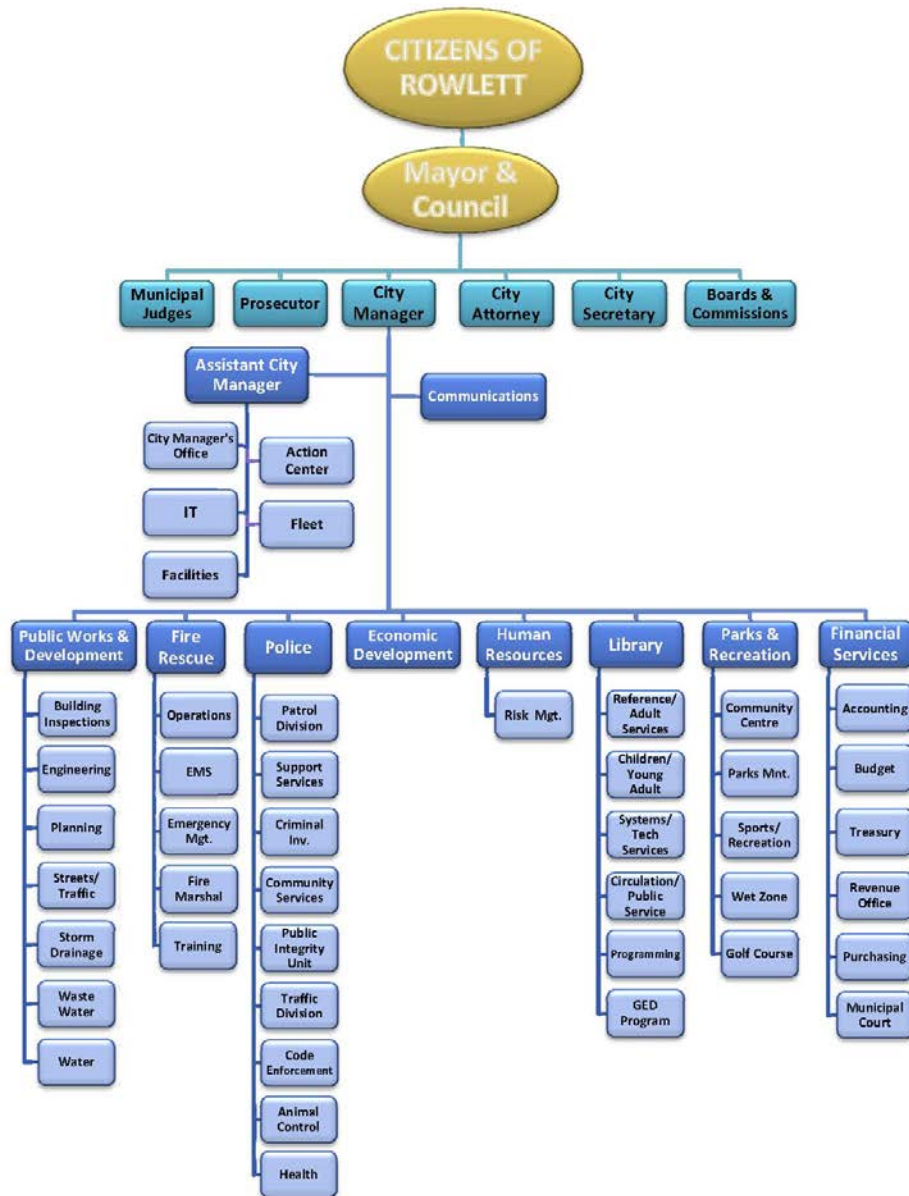 CITIZENS OF
ROWLETT
Mayor &
Council
Municipal
Judges
Prosecutor
City
Manager
City
Attorney
City
Secretary
Boards &
Commissions
Assistant City
Manager
Communications
City Manager's
Office
Action
Center
IT
Fleet
Facilities
Public Works &
Development
Building
Inspections
Engineering
Planning
Streets/
Traffic
Storm
Drainage
Waste
Water
Water
Fire
Rescue
Operations
EMS
Emergency
Mgt.
Fire
Marshal
Training
Police
Patrol
Division
Support
Services
Criminal
Inv.
Community
Services
Public
Integrity
Unit
Traffic
Division
Code
Enforcement
Animal
Control
Health
Economic
Development
Human
Resources
Risk Mgt.
Library
Reference/
Adult
Services
Children/
Young
Adult
Systems/
Tech
Services
Circulation/
Public
Service
Programming
GED
Program
Parks &
Recreation
Community
Centre
Parks Mnt.
Sports/
Recreation
Wet Zone
Golf Course
Financial
Services
Accounting
Budget
Treasury
Revenue
Office
Purchasing
Municipal
Court